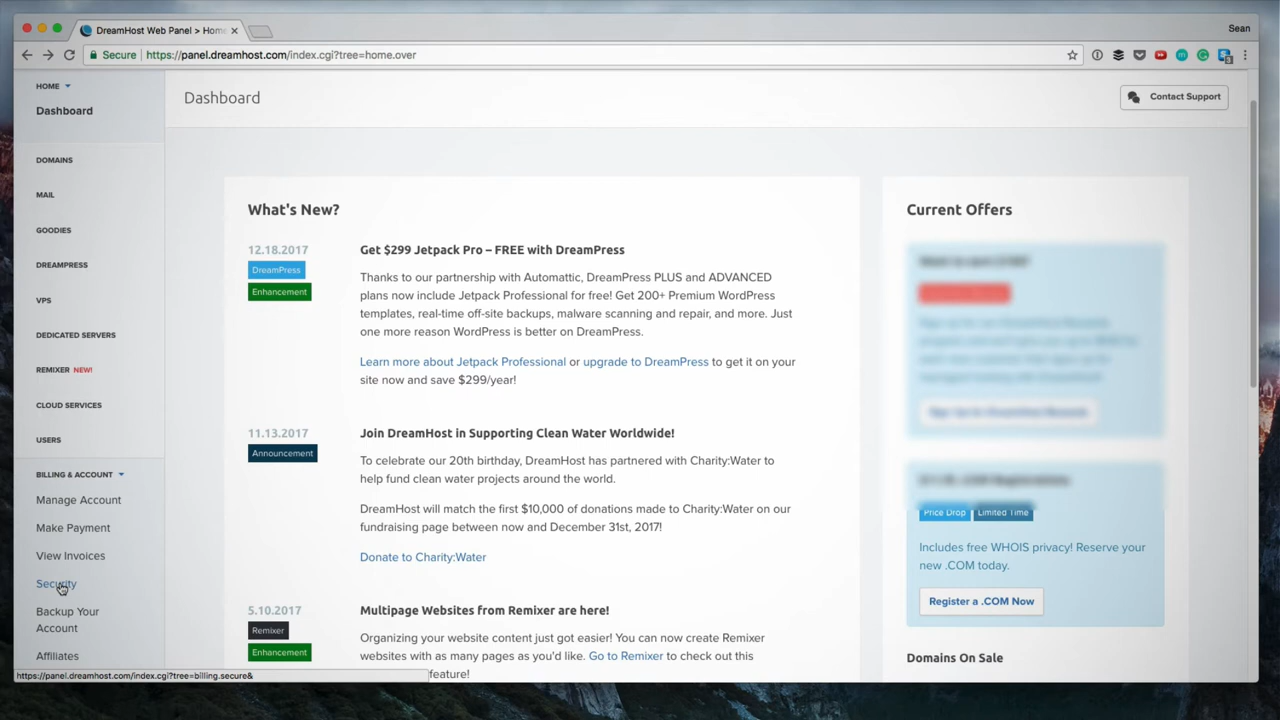 DreamHost Web Panel > Home
Sean
Secure
https://panel.dreamhost.com/index.cgi?tree=home.over
3
HOME
Dashboard
DOMAINS
MAIL
GOODIES
DREAMPRESS
VPS
DEDICATED SERVERS
REMIXER NEW!
CLOUD SERVICES
USERS
BILLING & ACCOUNT
Manage Account
Make Payment
View Invoices
Security
Backup Your
Account
Affiliates
https://panel.dreamhost.com/index.cgi?tree=billing.secure&
Dashboard
Contact Support
What's New?
12.18.2017
DreamPress
Enhancement
Get $299 Jetpack Pro – FREE with DreamPress
Thanks to our partnership with Automattic, DreamPress PLUS and ADVANCED
plans now include Jetpack Professional for free! Get 200+ Premium WordPress
templates, real-time off-site backups, malware scanning and repair, and more. Just
one more reason WordPress is better on DreamPress.
Learn more about Jetpack Professional or upgrade to DreamPress to get it on your
site now and save $299/year!
11.13.2017
Announcement
Join DreamHost in Supporting Clean Water Worldwide!
To celebrate our 20th birthday, DreamHost has partnered with Charity:Water to
help fund clean water projects around the world.
DreamHost will match the first $10,000 of donations made to Charity:Water on our
fundraising page between now and December 31st, 2017!
Donate to Charity:Water
5.10.2017
Remixer
Enhancement
Multipage Websites from Remixer are here!
Organizing your website content just got easier! You can now create Remixer
websites with as many pages as you'd like. Go to Remixer to check out this
feature!
Current Offers
Price Drop
Limited Time
Includes free WHOIS privacy! Reserve your
new .COM today.
Register a .COM Now
Domains On Sale